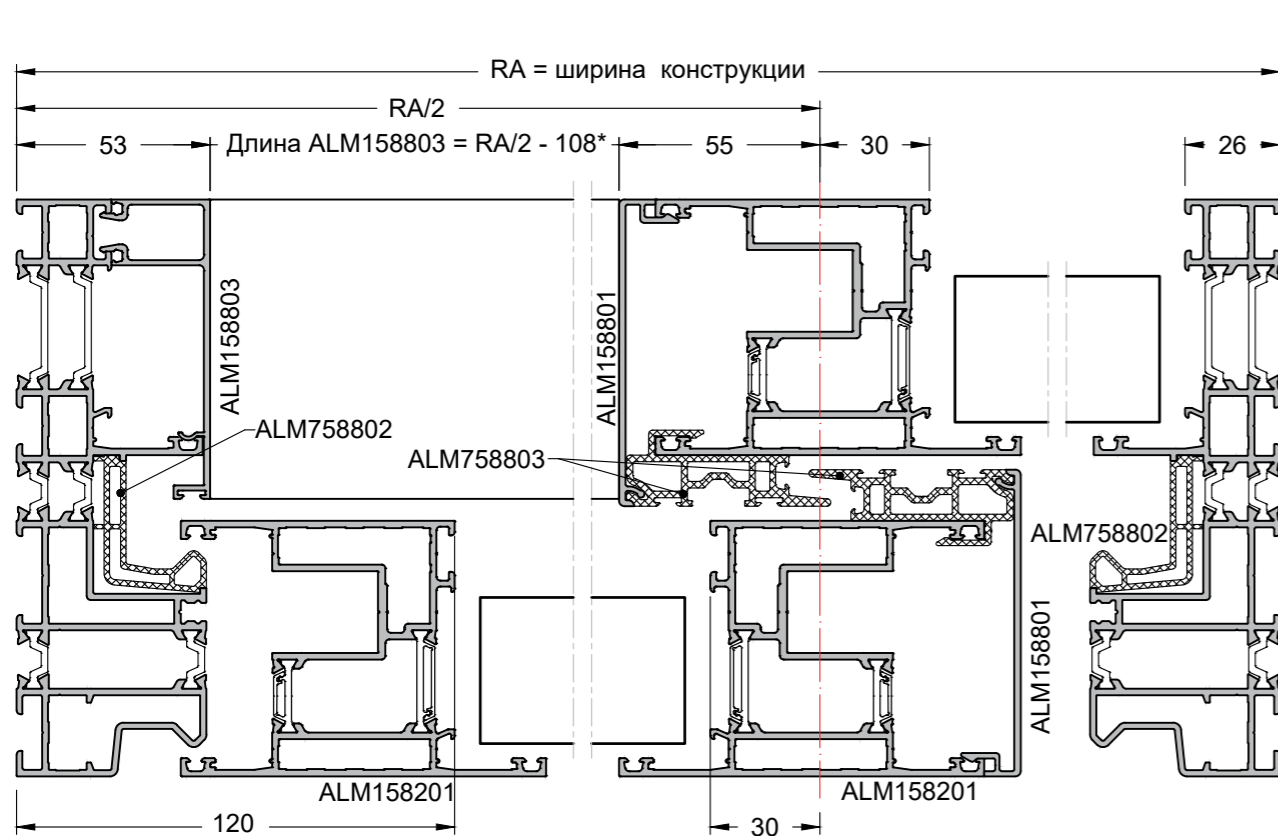 RA = ширина конструкции
RA/2
53
Длина ALM158803 = RA/2 - 108*
55
30
26
ALM158803
ALM158801
ALM758802
ALM758803
ALM758802
ALM158801
ALM158201
ALM158201
120
30